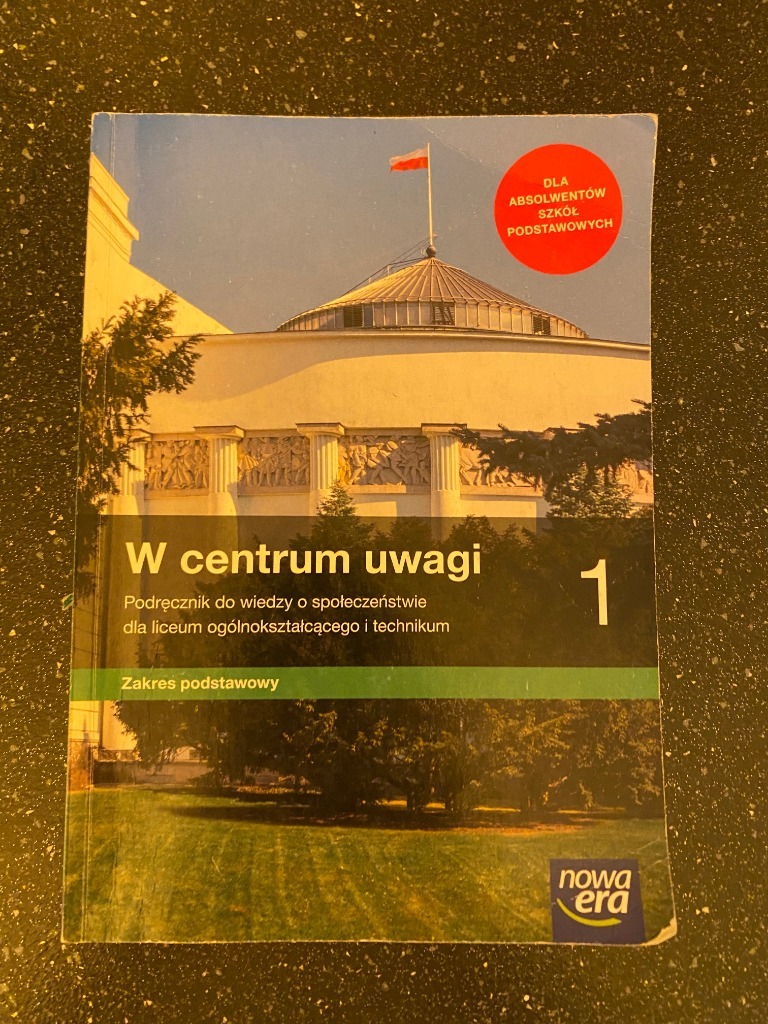 DLA
ABSOLWENTÓW
SZKÓŁ
PODSTAWOWYCH
W centrum uwagi
1
Podręcznik do wiedzy o społeczeństwie
dla liceum ogólnokształcącego i technikum
Zakres podstawowy
nowa
era